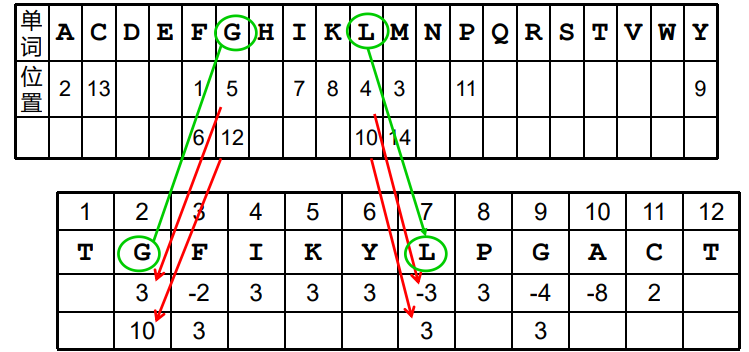 单词 A C D E F G H I K L M N P Q R S T V W Y
位置 2 13 1 5 7 8 4 3 11 9
6 12 10 14
1 2 3 4 5 6 7 8 9 10 11 12
T G F I K Y L P G A C T
3 -2 3 3 3 -3 3 -4 -8 2
10 3 3 3